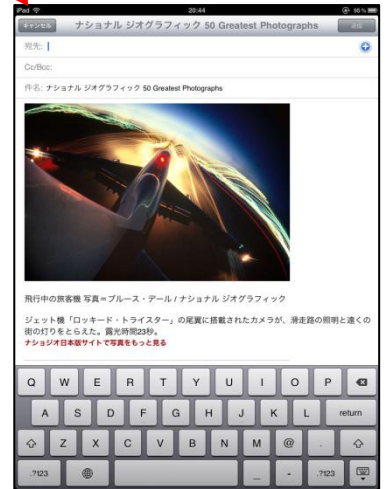 iPad 20:44 96%
キャンセル ナショナル ジオグラフィック 50 Greatest Photographs 送信
宛先:
Cc/Bcc:
件名: ナショナル ジオグラフィック 50 Greatest Photographs
飛行中の旅客機 写真＝ブルース・デール / ナショナル ジオグラフィック
ジェット機「ロッキード・トライスター」の尾翼に搭載されたカメラが、滑走路の照明と遠くの
街の灯りをとらえた。露光時間23秒。
ナショジオ日本版サイトで写真をもっと見る
Q W E R T Y U I O P
A S D F G H J K L return
Z X C V B N M @ .
.?123 _ - .?123